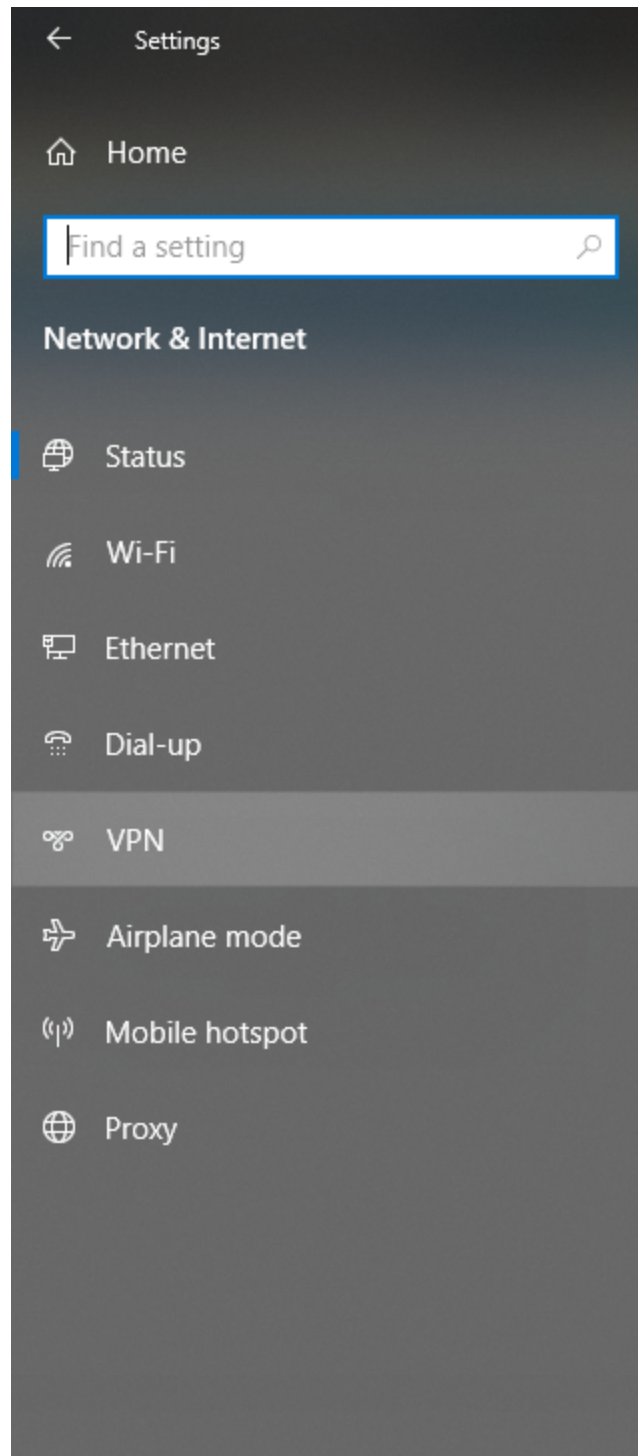 Settings
Home
Find a setting
Network & Internet
Status
Wi-Fi
Ethernet
Dial-up
VPN
Airplane mode
Mobile hotspot
Proxy